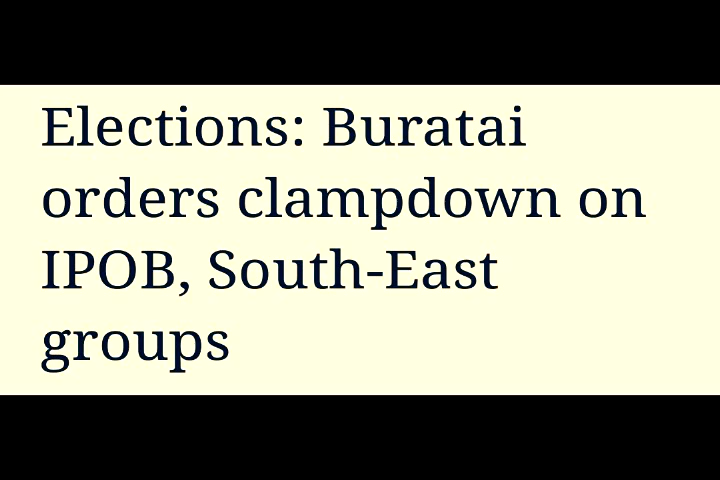 Elections: Buratai
orders clampdown on
IPOB, South-East
groups